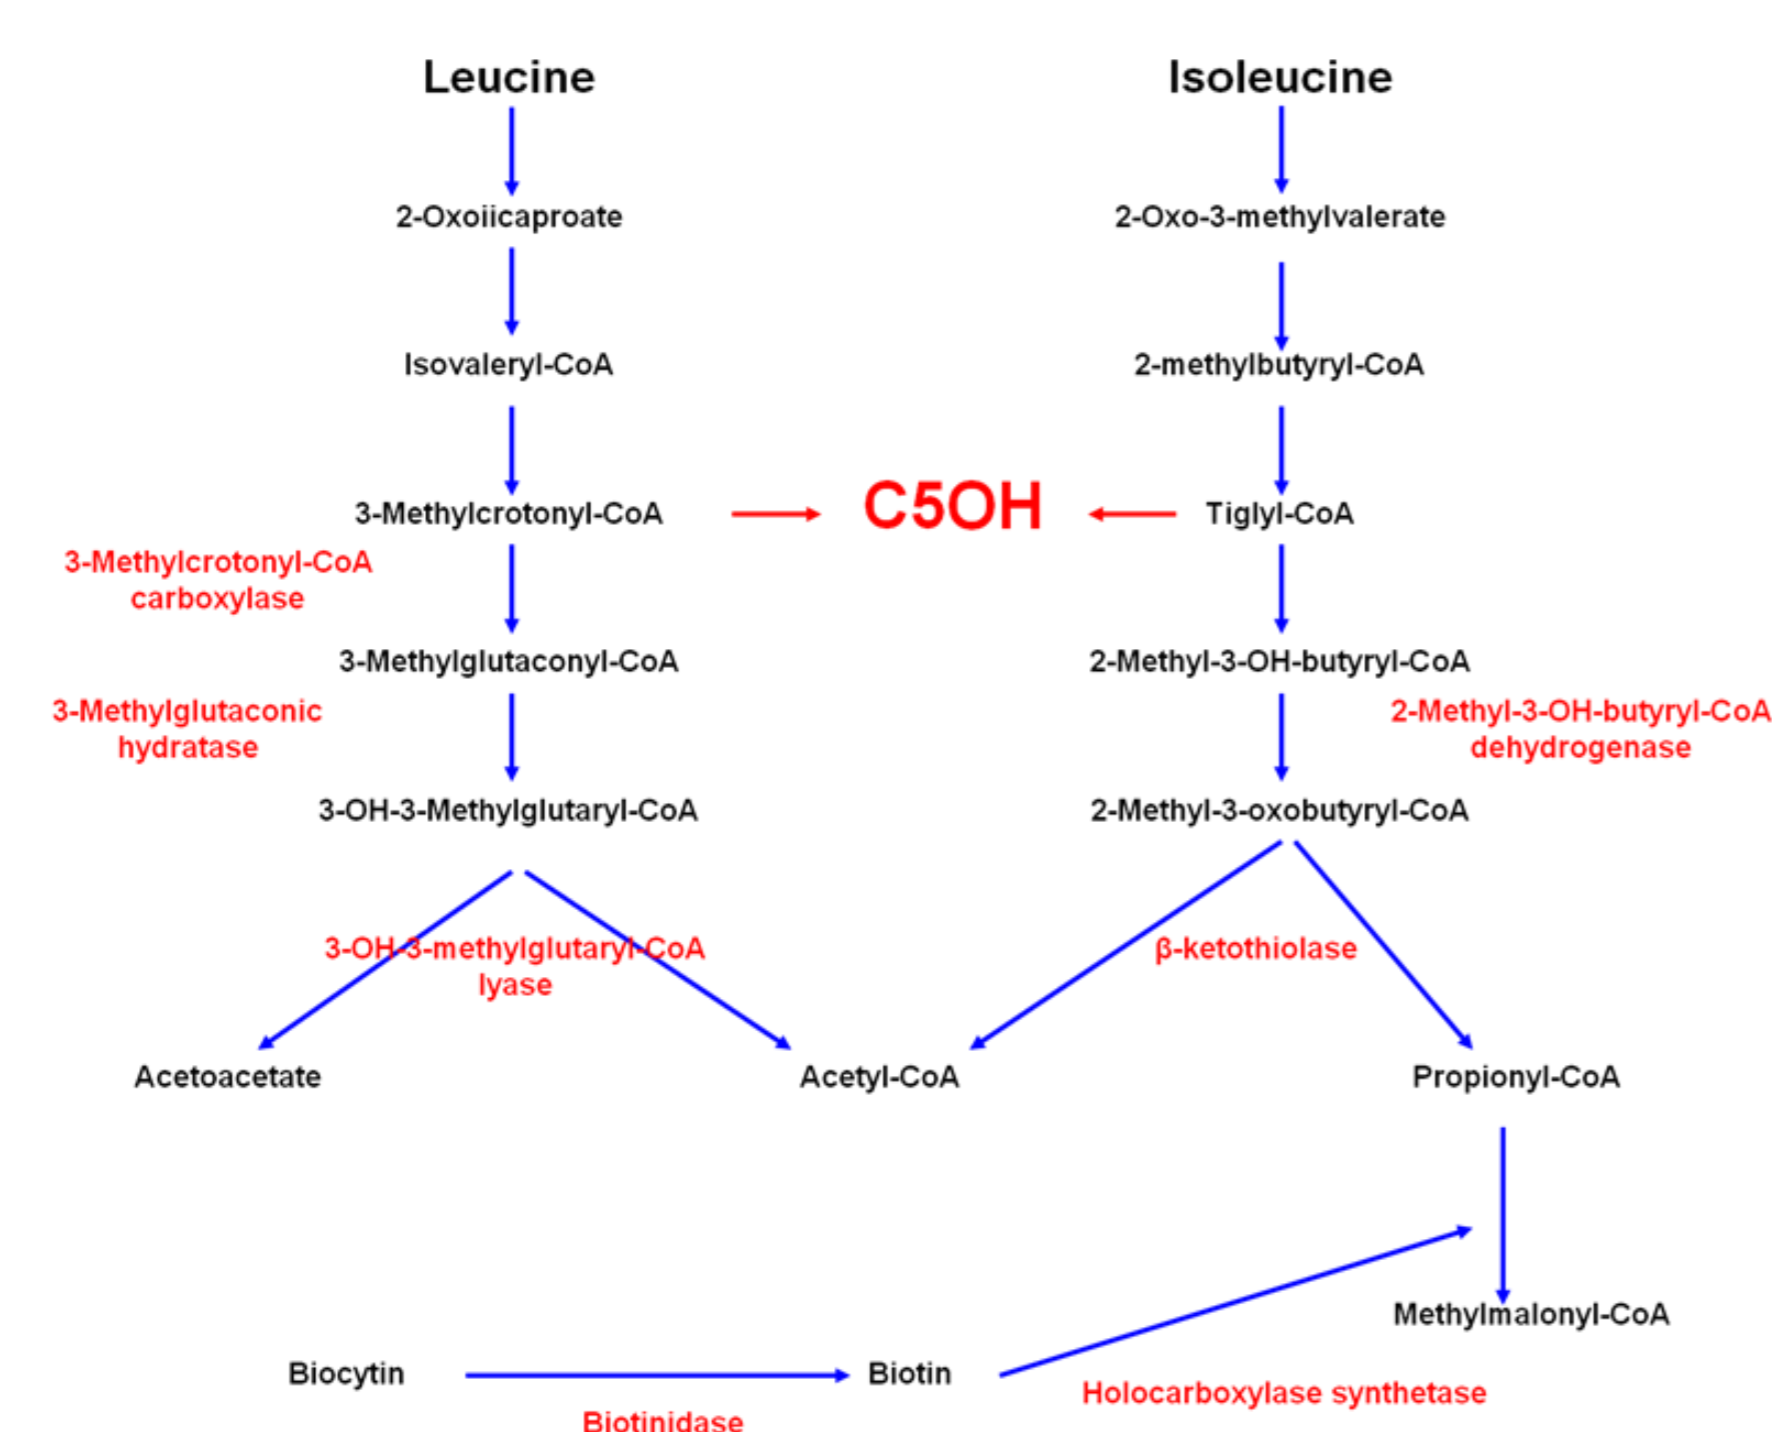 Leucine
Isoleucine
2-Oxoiicaproate
2-Oxo-3-methylvalerate
Isovaleryl-CoA
2-methylbutyryl-CoA
3-Methylcrotonyl-CoA
C5OH
Tiglyl-CoA
3-Methylcrotonyl-CoA
carboxylase
3-Methylglutaconyl-CoA
2-Methyl-3-OH-butyryl-CoA
3-Methylglutaconic
hydratase
2-Methyl-3-OH-butyryl-CoA
dehydrogenase
3-OH-3-Methylglutaryl-CoA
2-Methyl-3-oxobutyryl-CoA
3-OH-3-methylglutaryl-CoA
lyase
β-ketothiolase
Acetoacetate
Acetyl-CoA
Propionyl-CoA
Methylmalonyl-CoA
Biocytin
Biotin
Holocarboxylase synthetase
Biotinidase